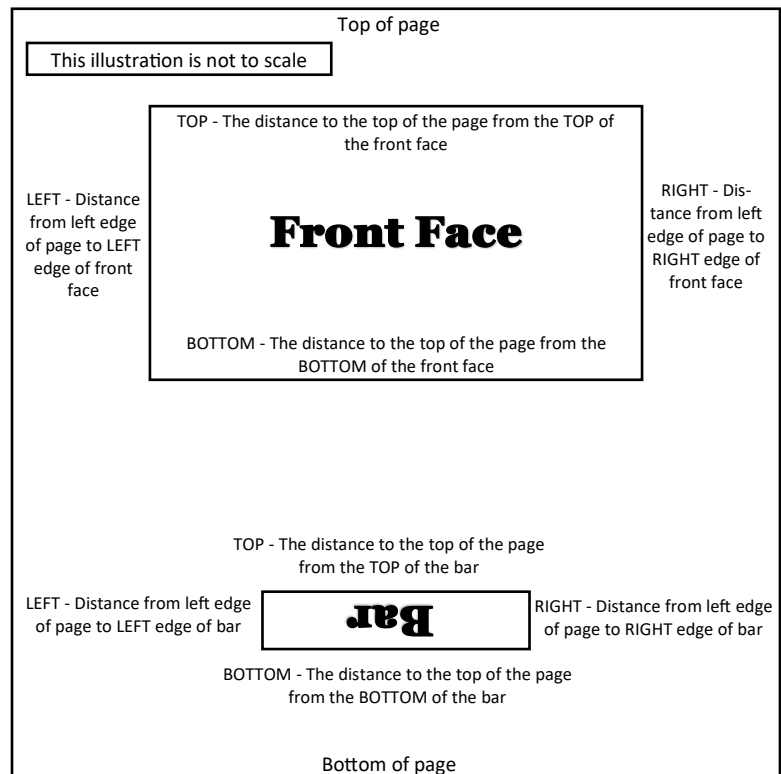 Top of page
This illustration is not to scale
TOP - The distance to the top of the page from the TOP of
the front face
LEFT - Distance
from left edge
of page to LEFT
edge of front
face
Front Face
RIGHT - Dis-
tance from left
edge of page to
RIGHT edge of
front face
BOTTOM - The distance to the top of the page from the
BOTTOM of the front face
TOP - The distance to the top of the page
from the TOP of the bar
LEFT - Distance from left edge
of page to LEFT edge of bar
Bar
RIGHT - Distance from left edge
of page to RIGHT edge of bar
BOTTOM - The distance to the top of the page
from the BOTTOM of the bar
Bottom of page